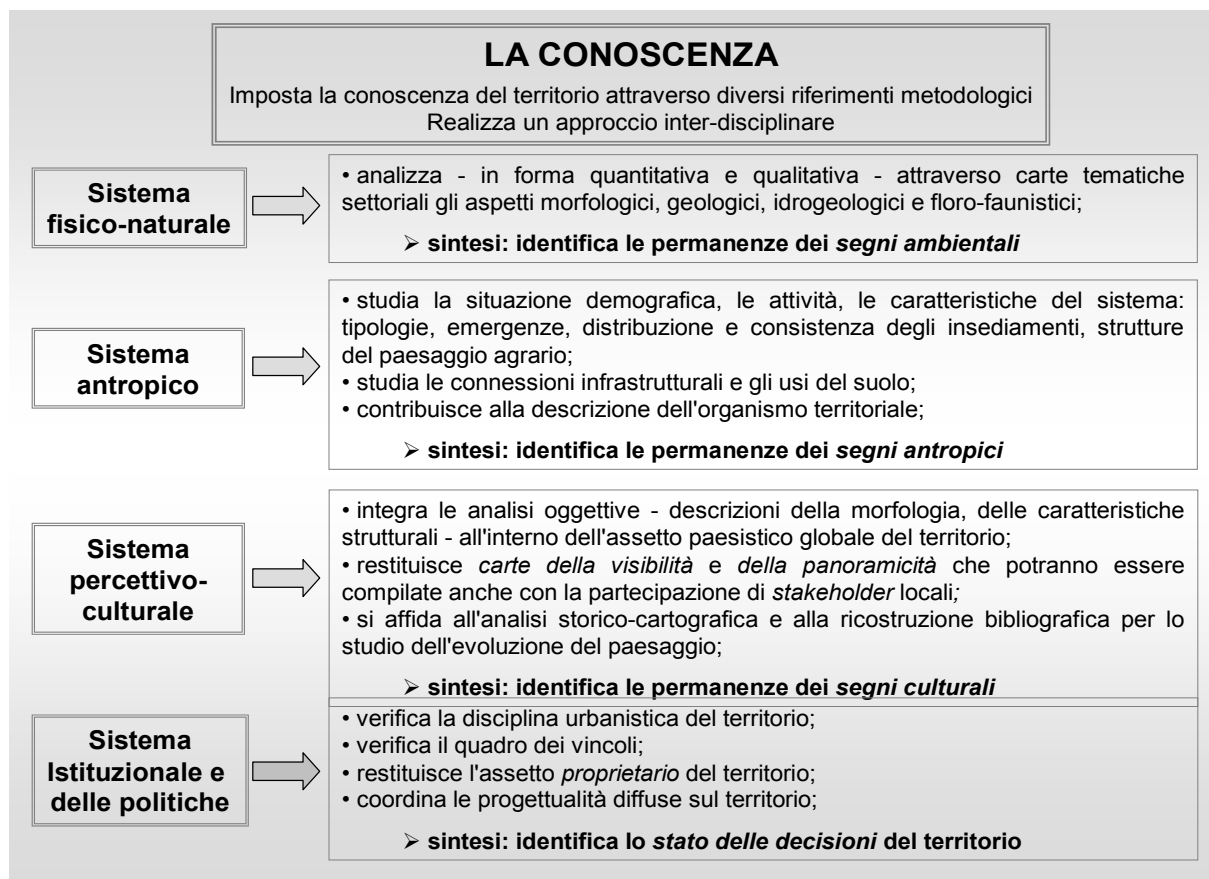 LA CONOSCENZA
Imposta la conoscenza del territorio attraverso diversi riferimenti metodologici
Realizza un approccio inter-disciplinare
Sistema
fisico-naturale
• analizza - in forma quantitativa e qualitativa - attraverso carte tematiche
settoriali gli aspetti morfologici, geologici, idrogeologici e floro-faunistici;
➢ sintesi: identifica le permanenze dei segni ambientali
Sistema
antropico
• studia la situazione demografica, le attività, le caratteristiche del sistema:
tipologie, emergenze, distribuzione e consistenza degli insediamenti, strutture
del paesaggio agrario;
• studia le connessioni infrastrutturali e gli usi del suolo;
• contribuisce alla descrizione dell'organismo territoriale;
➢ sintesi: identifica le permanenze dei segni antropici
Sistema
percettivo-
culturale
• integra le analisi oggettive - descrizioni della morfologia, delle caratteristiche
strutturali - all'interno dell'assetto paesistico globale del territorio;
• restituisce carte della visibilità e della panoramicità che potranno essere
compilate anche con la partecipazione di stakeholder locali;
• si affida all'analisi storico-cartografica e alla ricostruzione bibliografica per lo
studio dell'evoluzione del paesaggio;
➢ sintesi: identifica le permanenze dei segni culturali
Sistema
Istituzionale e
delle politiche
• verifica la disciplina urbanistica del territorio;
• verifica il quadro dei vincoli;
• restituisce l'assetto proprietario del territorio;
• coordina le progettualità diffuse sul territorio;
➢ sintesi: identifica lo stato delle decisioni del territorio